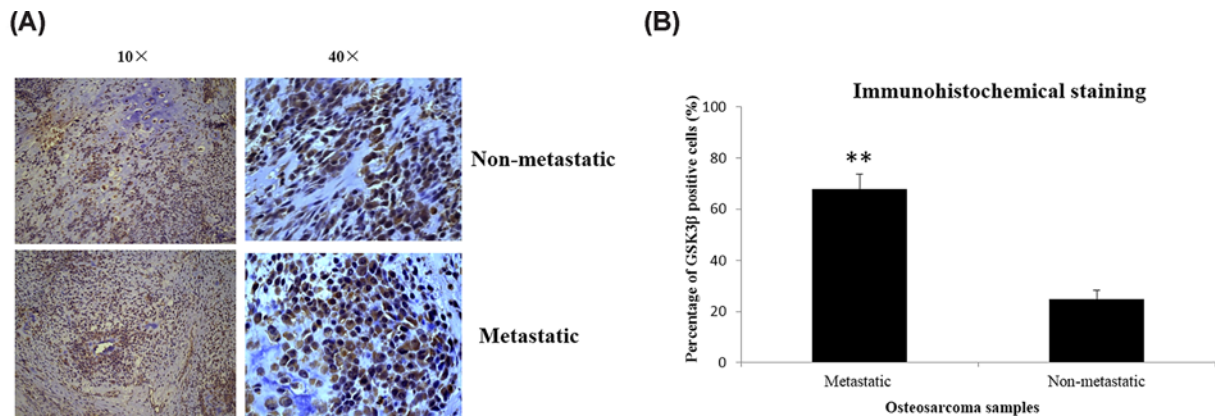 (A)
10×
40×
Non-metastatic
Metastatic
(B)
Immunohistochemical staining
Percentage of GSK3β positive cells (%)
100
80
60
40
20
0
**
Metastatic
Non-metastatic
Osteosarcoma samples